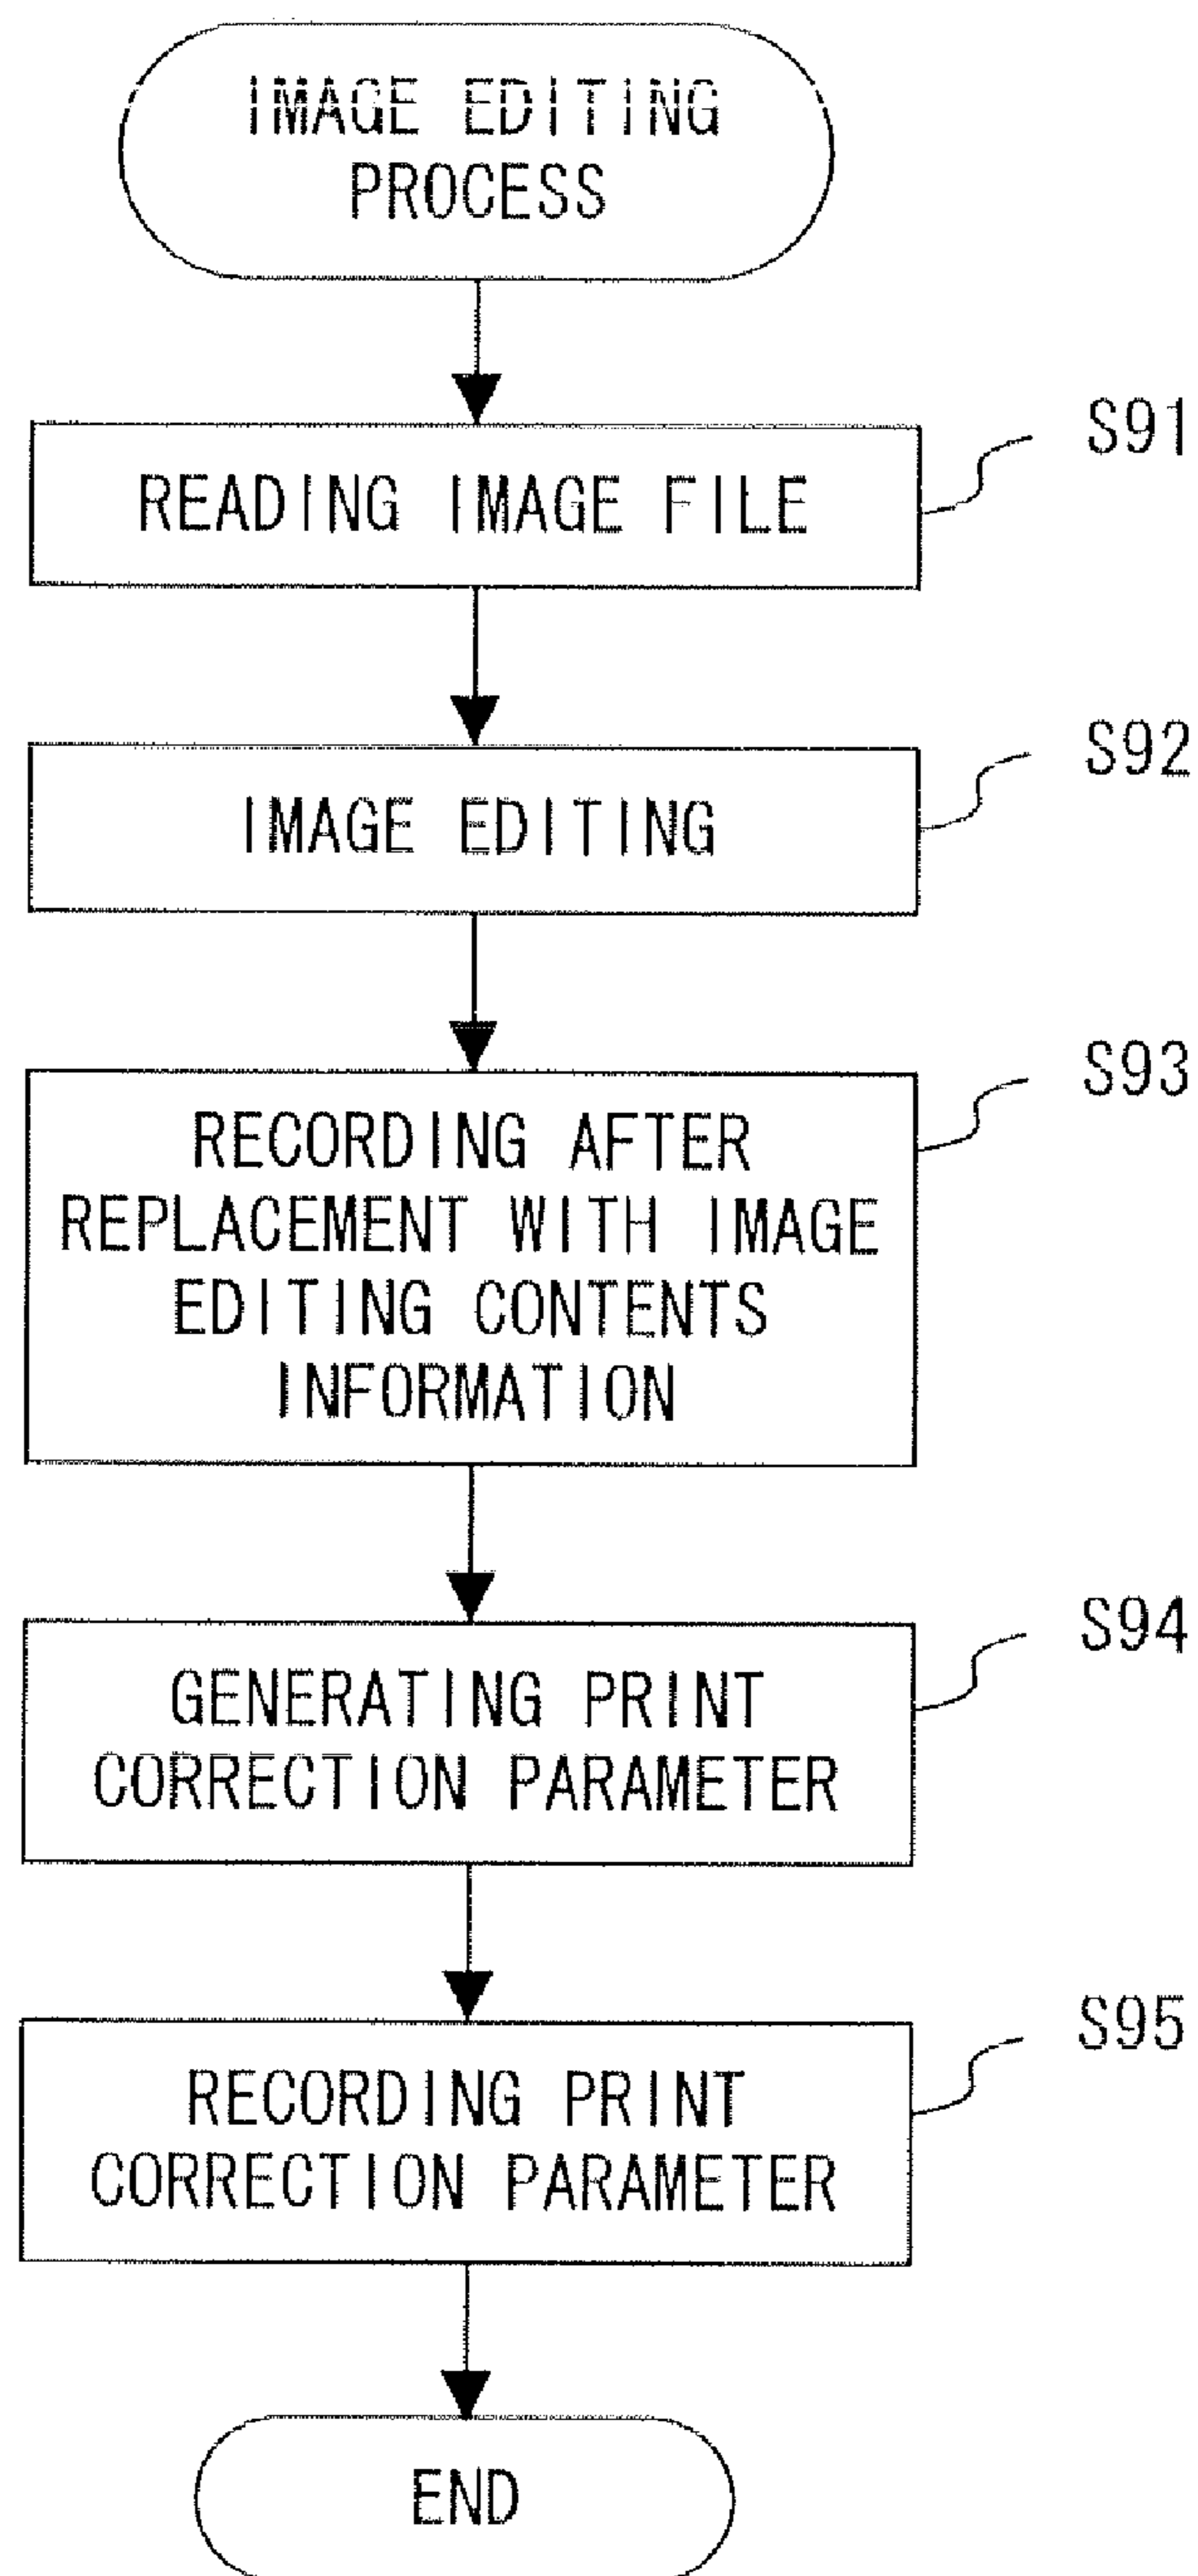 IMAGE EDITING
PROCESS
S91
READING IMAGE FILE
S92
IMAGE EDITING
S93
RECORDING AFTER
REPLACEMENT WITH IMAGE
EDITING CONTENTS
INFORMATION
S94
GENERATING PRINT
CORRECTION PARAMETER
S95
RECORDING PRINT
CORRECTION PARAMETER
END